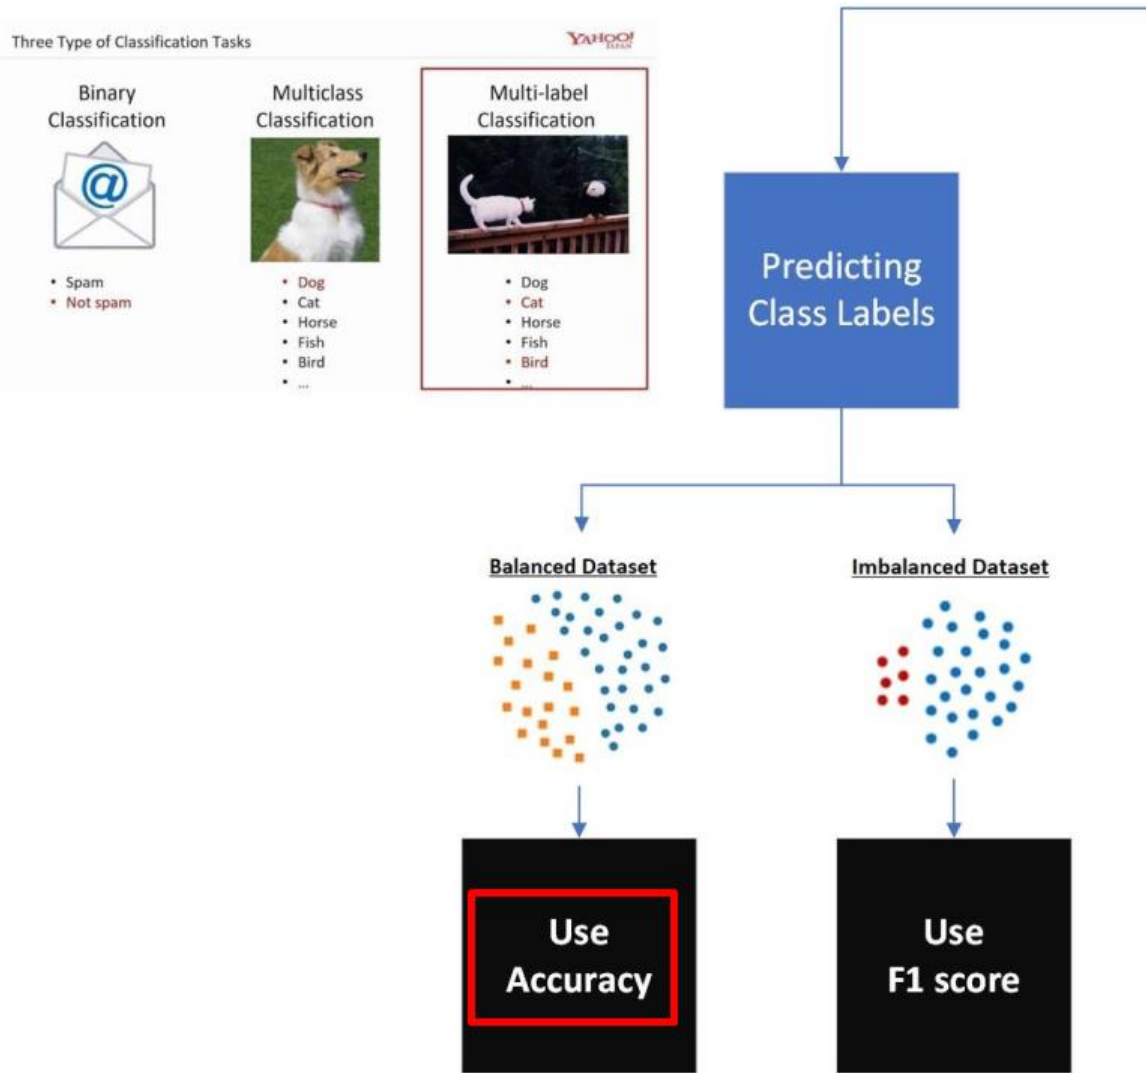 Three Type of Classification Tasks
YAHOO!
JAPAN
Binary
Classification
@
• Spam
• Not spam
Multiclass
Classification
• Dog
• Cat
• Horse
• Fish
• Bird
• ...
Multi-label
Classification
• Dog
• Cat
• Horse
• Fish
• Bird
• ...
Predicting
Class Labels
Balanced Dataset
Imbalanced Dataset
Use
Accuracy
Use
F1 score